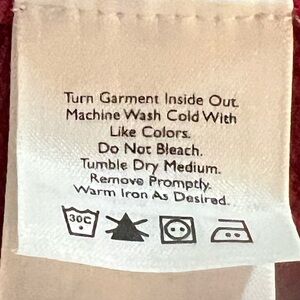 Turn Garment Inside Out.
Machine Wash Cold With
Like Colors.
Do Not Bleach.
Tumble Dry Medium.
Remove Promptly.
Warm Iron As Desired.
30C